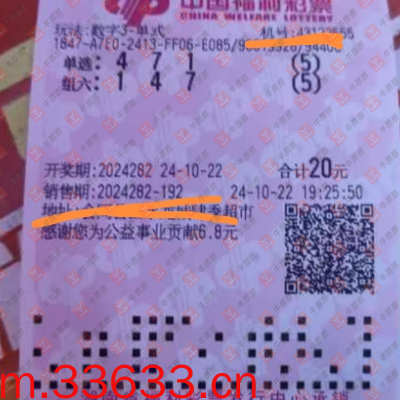 中国福利彩票
CHINA WELFARE LOTTERY
玩法:数字3-单式
1847-A7E0-2413-FF06-E085/
单选: 4 7 1 (5)
组六: 1 4 7 (5)
开奖期:2024282 24-10-22 合计20元
销售期:2024282-192 24-10-22 19:25:50
季超市
感谢您为公益事业贡献6.8元
m.33633.cn